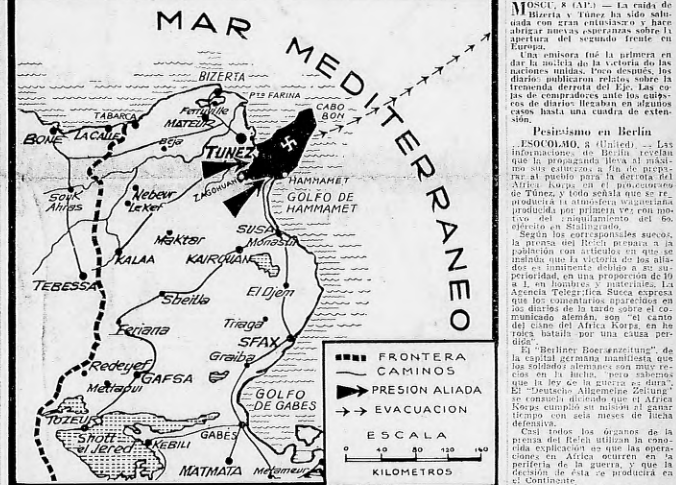 MAR MEDITERRANEO
BIZERTA
Pto FARINA
Ferryville
MATEUR
CABO
BON
TABARCA
LA CALLE
BONE
Beja
TUNEZ
ZAGOHUAN
HAMMAMET
GOLFO DE
HAMMAMET
Souk
Ahras
Nebeur
Le Kef
SUSA
Monastir
Maktar
KALAA
KAIROUAN
TEBESSA
Sbeitla
El Djem
Feriana
Triaga
SFAX
Graiba
Redeyef
GAFSA
Metlaoui
GOLFO
DE GABES
TOZEU
Shott
el Jered
KEBILI
GABES
MATMATA
Metameur
FRONTERA
CAMINOS
PRESION ALIADA
EVACUACION
ESCALA
0 60 120 160
KILOMETROS
MOSCU, 8 (AP.) — La caida de
Bizerta y Túnez ha sido salu-
dada con gran entusiasmo y hace
abrigar nuevas esperanzas sobre la
apertura del segundo frente en
Europa.
Una emisora fué la primera en
dar la noticia de la victoria de las
naciones unidas. Poco después, los
diarios publicaron relatos sobre la
tremenda derrota del Eje. Las co-
las de compradores ante los quios-
cos de diarios llegaban en algunos
casos hasta una cuadra de exten-
sión.
Pesimismo en Berlín
ESOCOLMO, 8 (United). — Las
informaciones de Berlín revelan
que la propaganda lleva al máxi-
mo sus esfuerzos a fin de prepa-
rar al pueblo para la derrota del
Africa Korps en el protectorado
de Túnez, y todo señala que se re-
producirá la atmósfera wagneriana
producida por primera vez con mo-
tivo del aniquilamiento del 6o.
ejército en Stalingrado.
Según los corresponsales suecos,
la prensa del Reich prepara a la
población con artículos en que se
insinúa que la victoria de los alia-
dos es inminente debido a su su-
perioridad, en una proporción de 10
a 1, en hombres y materiales. La
Agencia Telegráfica Sueca expresa
que los comentarios aparecidos en
los diarios de la tarde sobre el co-
municado alemán, son "el canto
del cisne del Africa Korps, en he
roica batalla por una causa per-
dida".
El "Berliner Boersenzeitung", de
la capital germana manifiesta que
los soldados alemanes son muy re-
cios en la lucha, "pero sabemos
que la ley de la guerra es dura".
El "Deutsche Allgemeine Zeitung"
se consuela diciendo que el Africa
Korps cumplió su misión al ganar
tiempo con seis meses de lucha
defensiva.
Casi todos los órganos de la
prensa del Reich utilizan la cono-
cida explicación de que las opera-
ciones en Africa ocurren en la
periferia de la guerra, y que la
decisión de ésta se producirá en
el Continente.